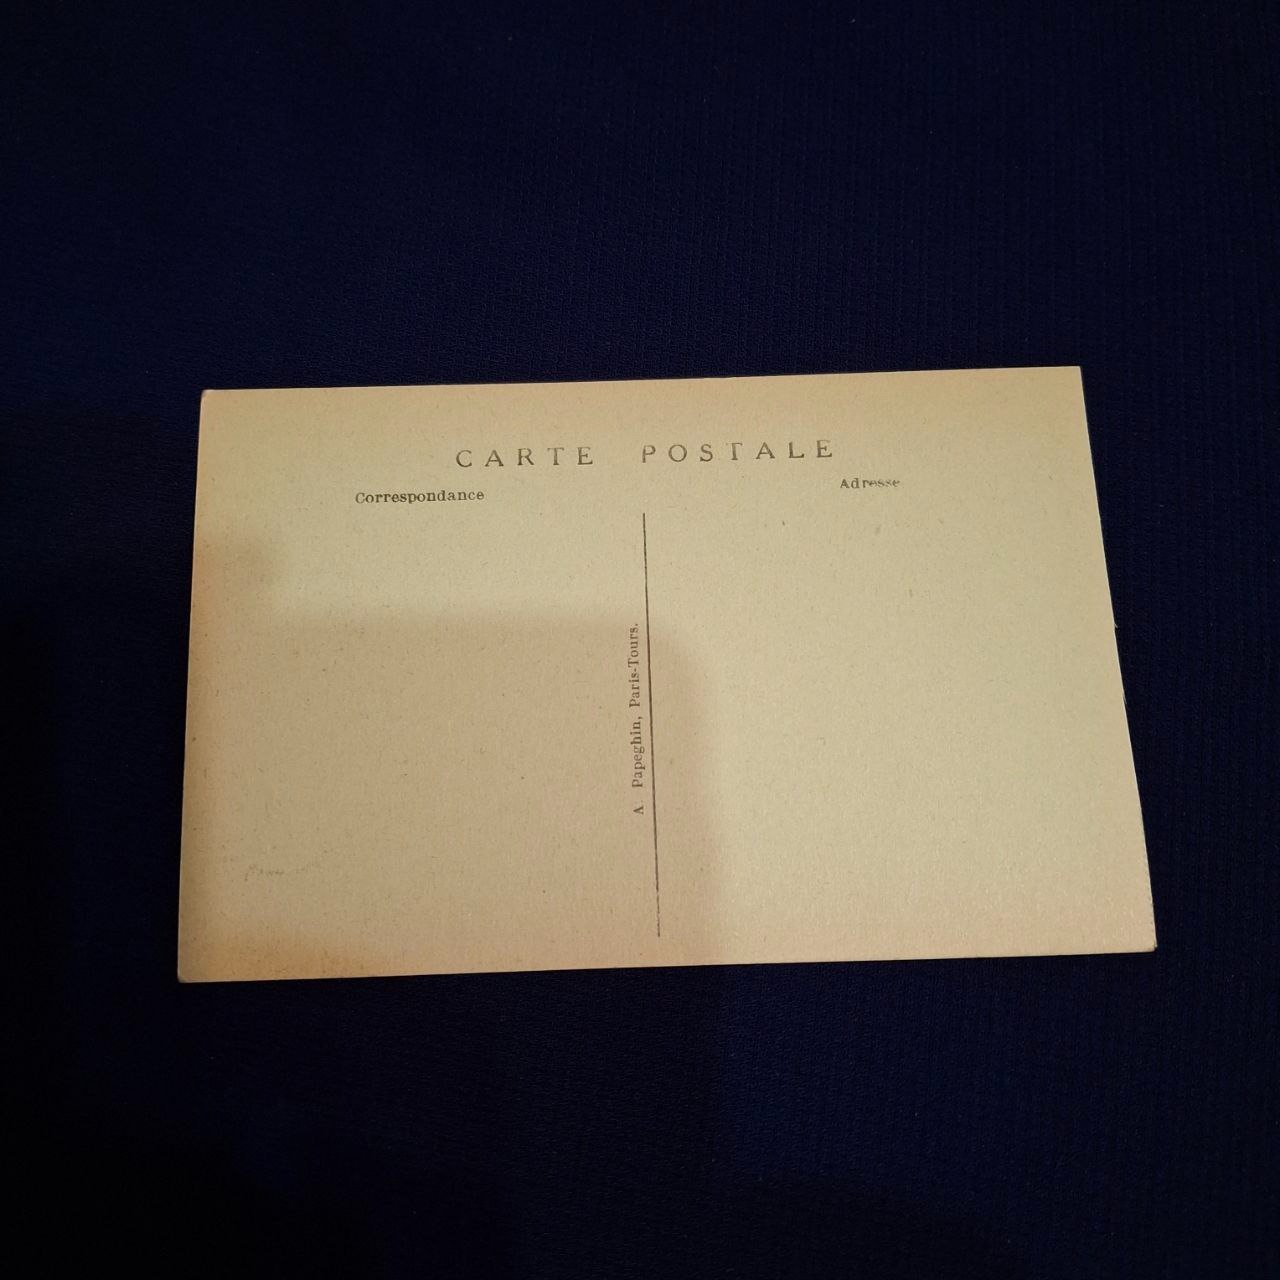 CARTE POSTALE
Correspondance
Adresse
A. Papeghin, Paris-Tours.